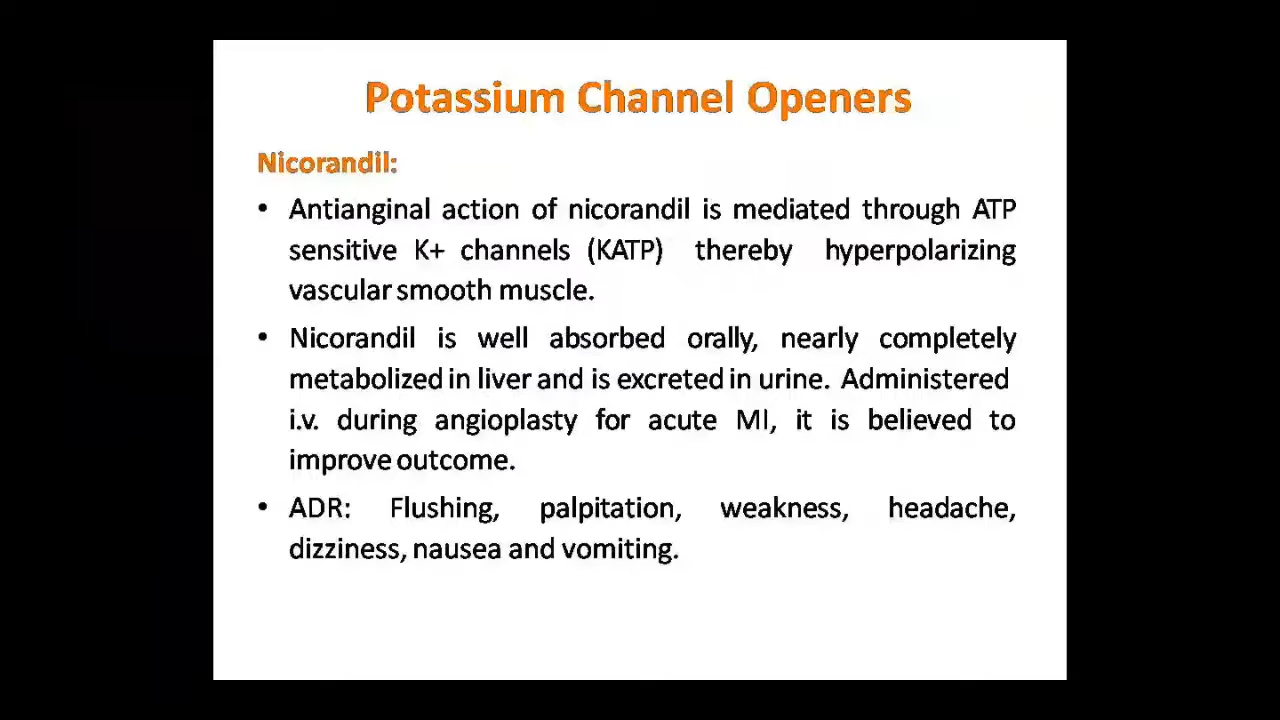 Potassium Channel Openers
Nicorandil:
• Antianginal action of nicorandil is mediated through ATP
sensitive K+ channels (KATP) thereby hyperpolarizing
vascular smooth muscle.
• Nicorandil is well absorbed orally, nearly completely
metabolized in liver and is excreted in urine. Administered
i.v. during angioplasty for acute MI, it is believed to
improve outcome.
• ADR: Flushing, palpitation, weakness, headache,
dizziness, nausea and vomiting.